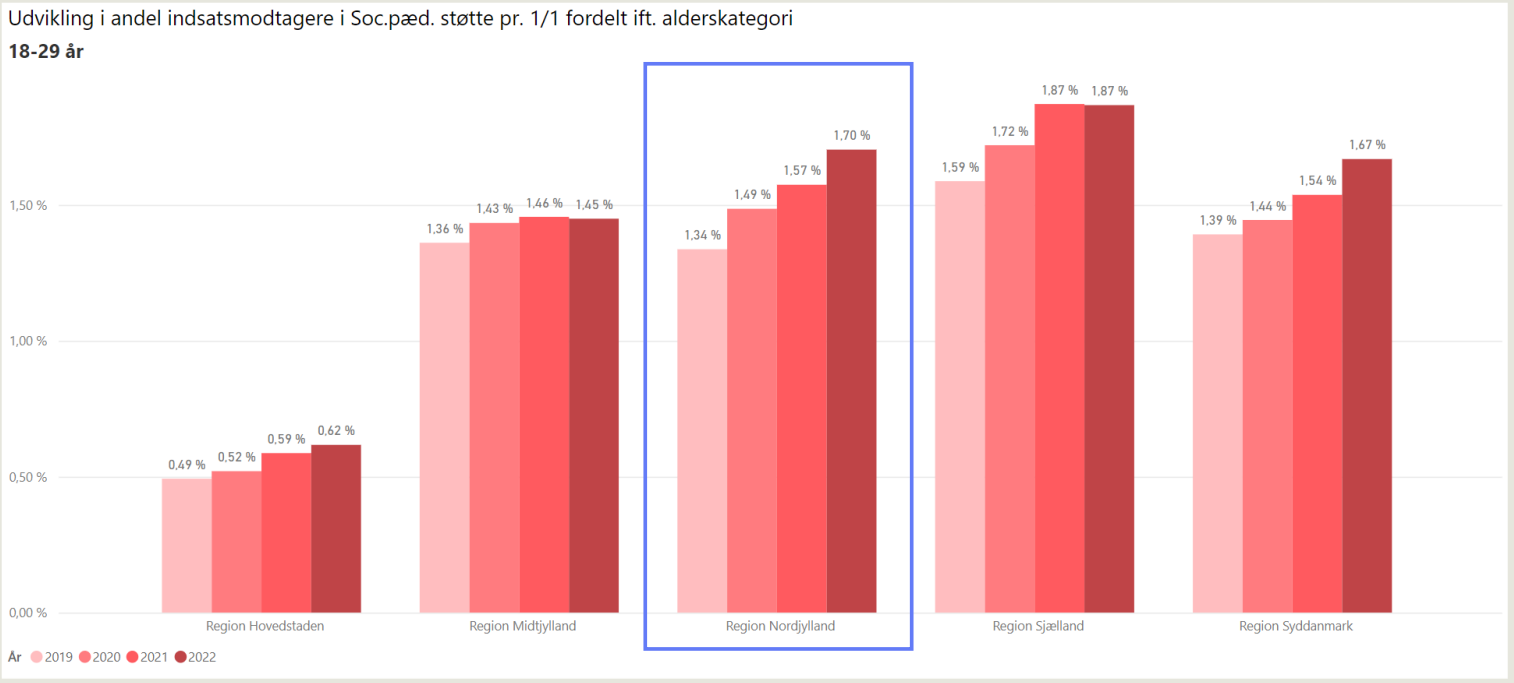 Udvikling i andel indsatsmodtagere i Soc.pæd. støtte pr. 1/1 fordelt ift. alderskategori
18-29 år
1,50 %
1,00 %
0,50 %
0,00 %
0,49 % 0,52 % 0,59 % 0,62 %
1,36 % 1,43 % 1,46 % 1,45 %
1,34 % 1,49 % 1,57 % 1,70 %
1,59 % 1,72 % 1,87 % 1,87 %
1,39 % 1,44 % 1,54 % 1,67 %
Region Hovedstaden Region Midtjylland Region Nordjylland Region Sjælland Region Syddanmark
År 2019 2020 2021 2022